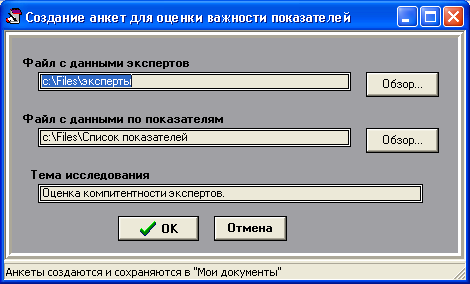 Создание анкет для оценки важности показателей
Файл с данными экспертов
c:\Files\эксперты
Обзор...
Файл с данными по показателям
c:\Files\Список показателей
Обзор...
Тема исследования
Оценка компитентности экспертов.
OK
Отмена
Анкеты создаются и сохраняются в "Мои документы"